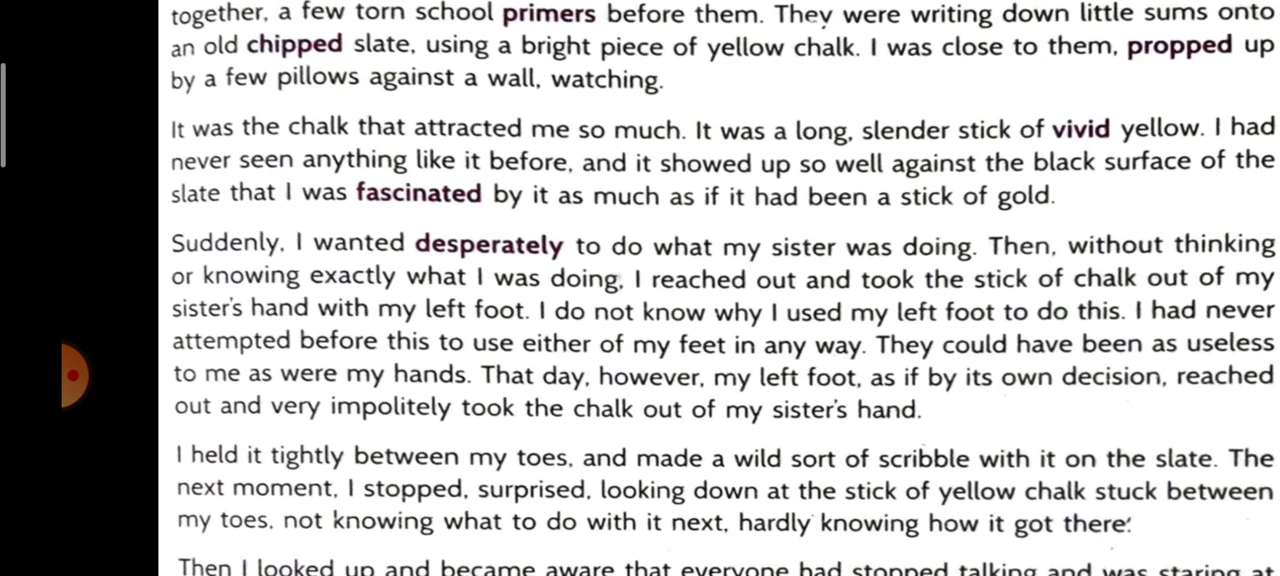 together, a few torn school primers before them. They were writing down little sums onto
an old chipped slate, using a bright piece of yellow chalk. I was close to them, propped up
by a few pillows against a wall, watching.
It was the chalk that attracted me so much. It was a long, slender stick of vivid yellow. I had
never seen anything like it before, and it showed up so well against the black surface of the
slate that I was fascinated by it as much as if it had been a stick of gold.
Suddenly, I wanted desperately to do what my sister was doing. Then, without thinking
or knowing exactly what I was doing, I reached out and took the stick of chalk out of my
sister's hand with my left foot. I do not know why I used my left foot to do this. I had never
attempted before this to use either of my feet in any way. They could have been as useless
to me as were my hands. That day, however, my left foot, as if by its own decision, reached
out and very impolitely took the chalk out of my sister's hand.
I held it tightly between my toes, and made a wild sort of scribble with it on the slate. The
next moment, I stopped, surprised, looking down at the stick of yellow chalk stuck between
my toes, not knowing what to do with it next, hardly knowing how it got there.
Then I looked up and became aware that everyone had stopped talking and was staring at